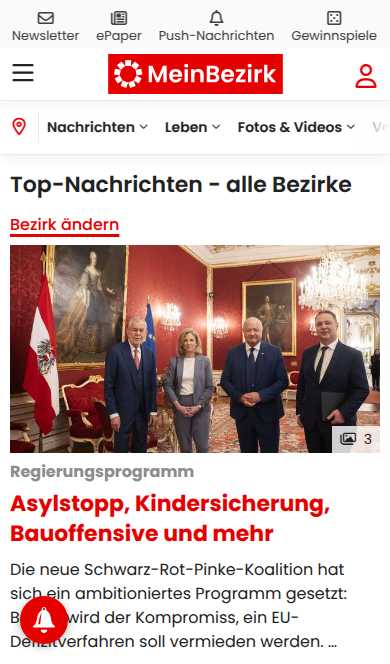 Newsletter
ePaper
Push-Nachrichten
Gewinnspiele
MeinBezirk
Nachrichten
Leben
Fotos & Videos
Top-Nachrichten - alle Bezirke
Bezirk ändern
3
Regierungsprogramm
Asylstopp, Kindersicherung,
Bauoffensive und mehr
Die neue Schwarz-Rot-Pinke-Koalition hat
sich ein ambitioniertes Programm gesetzt:
wird der Kompromiss, ein EU-
Defizitverfahren soll vermieden werden. ...